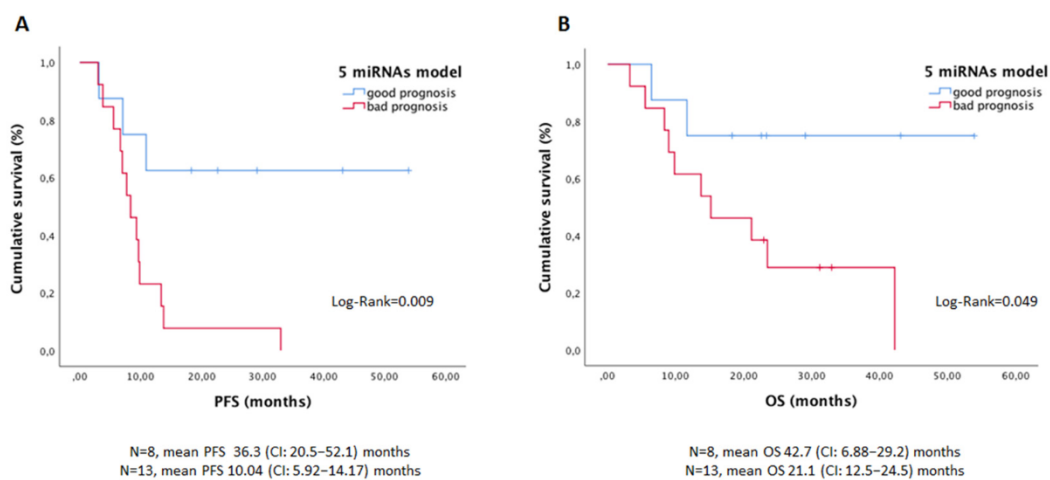 A
5 miRNAs model
good prognosis
bad prognosis
Cumulative survival (%)
1,0
0,8
0,6
0,4
0,2
0,0
Log-Rank=0.009
,00 10,00 20,00 30,00 40,00 50,00 60,00
PFS (months)
N=8, mean PFS 36.3 (CI: 20.5–52.1) months
N=13, mean PFS 10.04 (CI: 5.92–14.17) months
B
5 miRNAs model
good prognosis
bad prognosis
Cumulative survival (%)
1,0
0,8
0,6
0,4
0,2
0,0
Log-Rank=0.049
,00 10,00 20,00 30,00 40,00 60,00 60,00
OS (months)
N=8, mean OS 42.7 (CI: 6.88–29.2) months
N=13, mean OS 21.1 (CI: 12.5–24.5) months